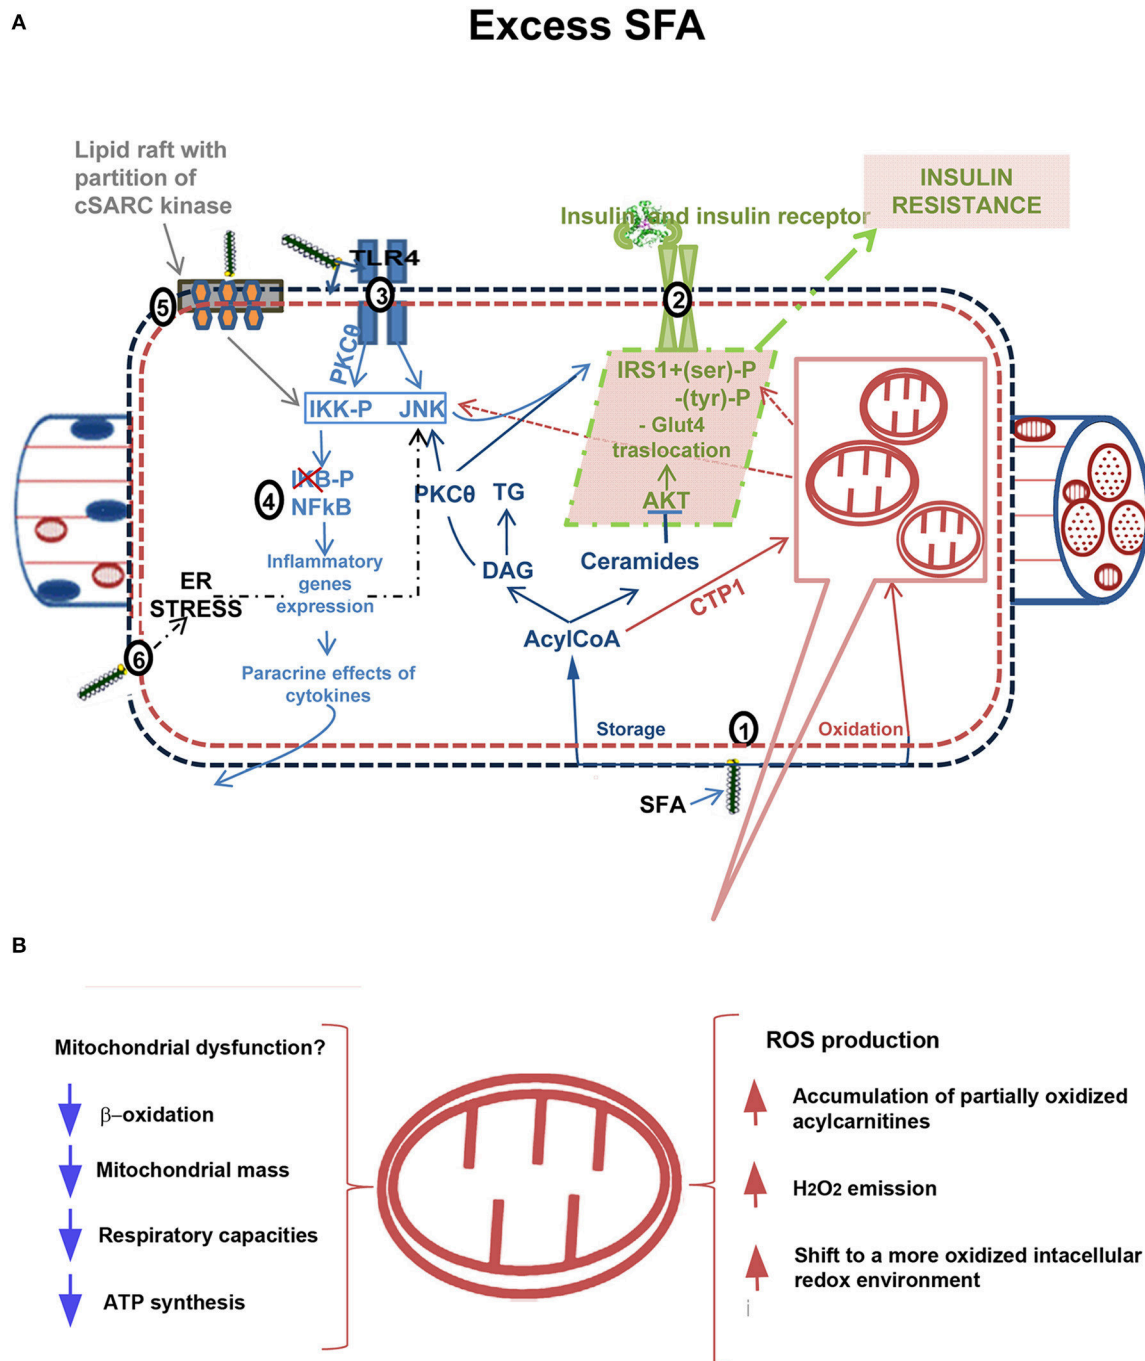 A
Excess SFA
Lipid raft with
partition of
cSARC kinase
INSULIN
RESISTANCE
Insulin and insulin receptor
TLR4
5
3
2
PKCθ
IKK-P JNK
IRS1+(ser)-P
-(tyr)-P
- Glut4
traslocation
AKT
IKB-P
4
NFkB
PKCθ TG
Inflammatory
genes
expression
DAG
Ceramides
CTP1
ER
STRESS
AcylCoA
6
Paracrine effects of
cytokines
Storage
1
Oxidation
SFA
B
Mitochondrial dysfunction?
β–oxidation
Mitochondrial mass
Respiratory capacities
ATP synthesis
ROS production
Accumulation of partially oxidized
acylcarnitines
H2O2 emission
Shift to a more oxidized intacellular
redox environment
i